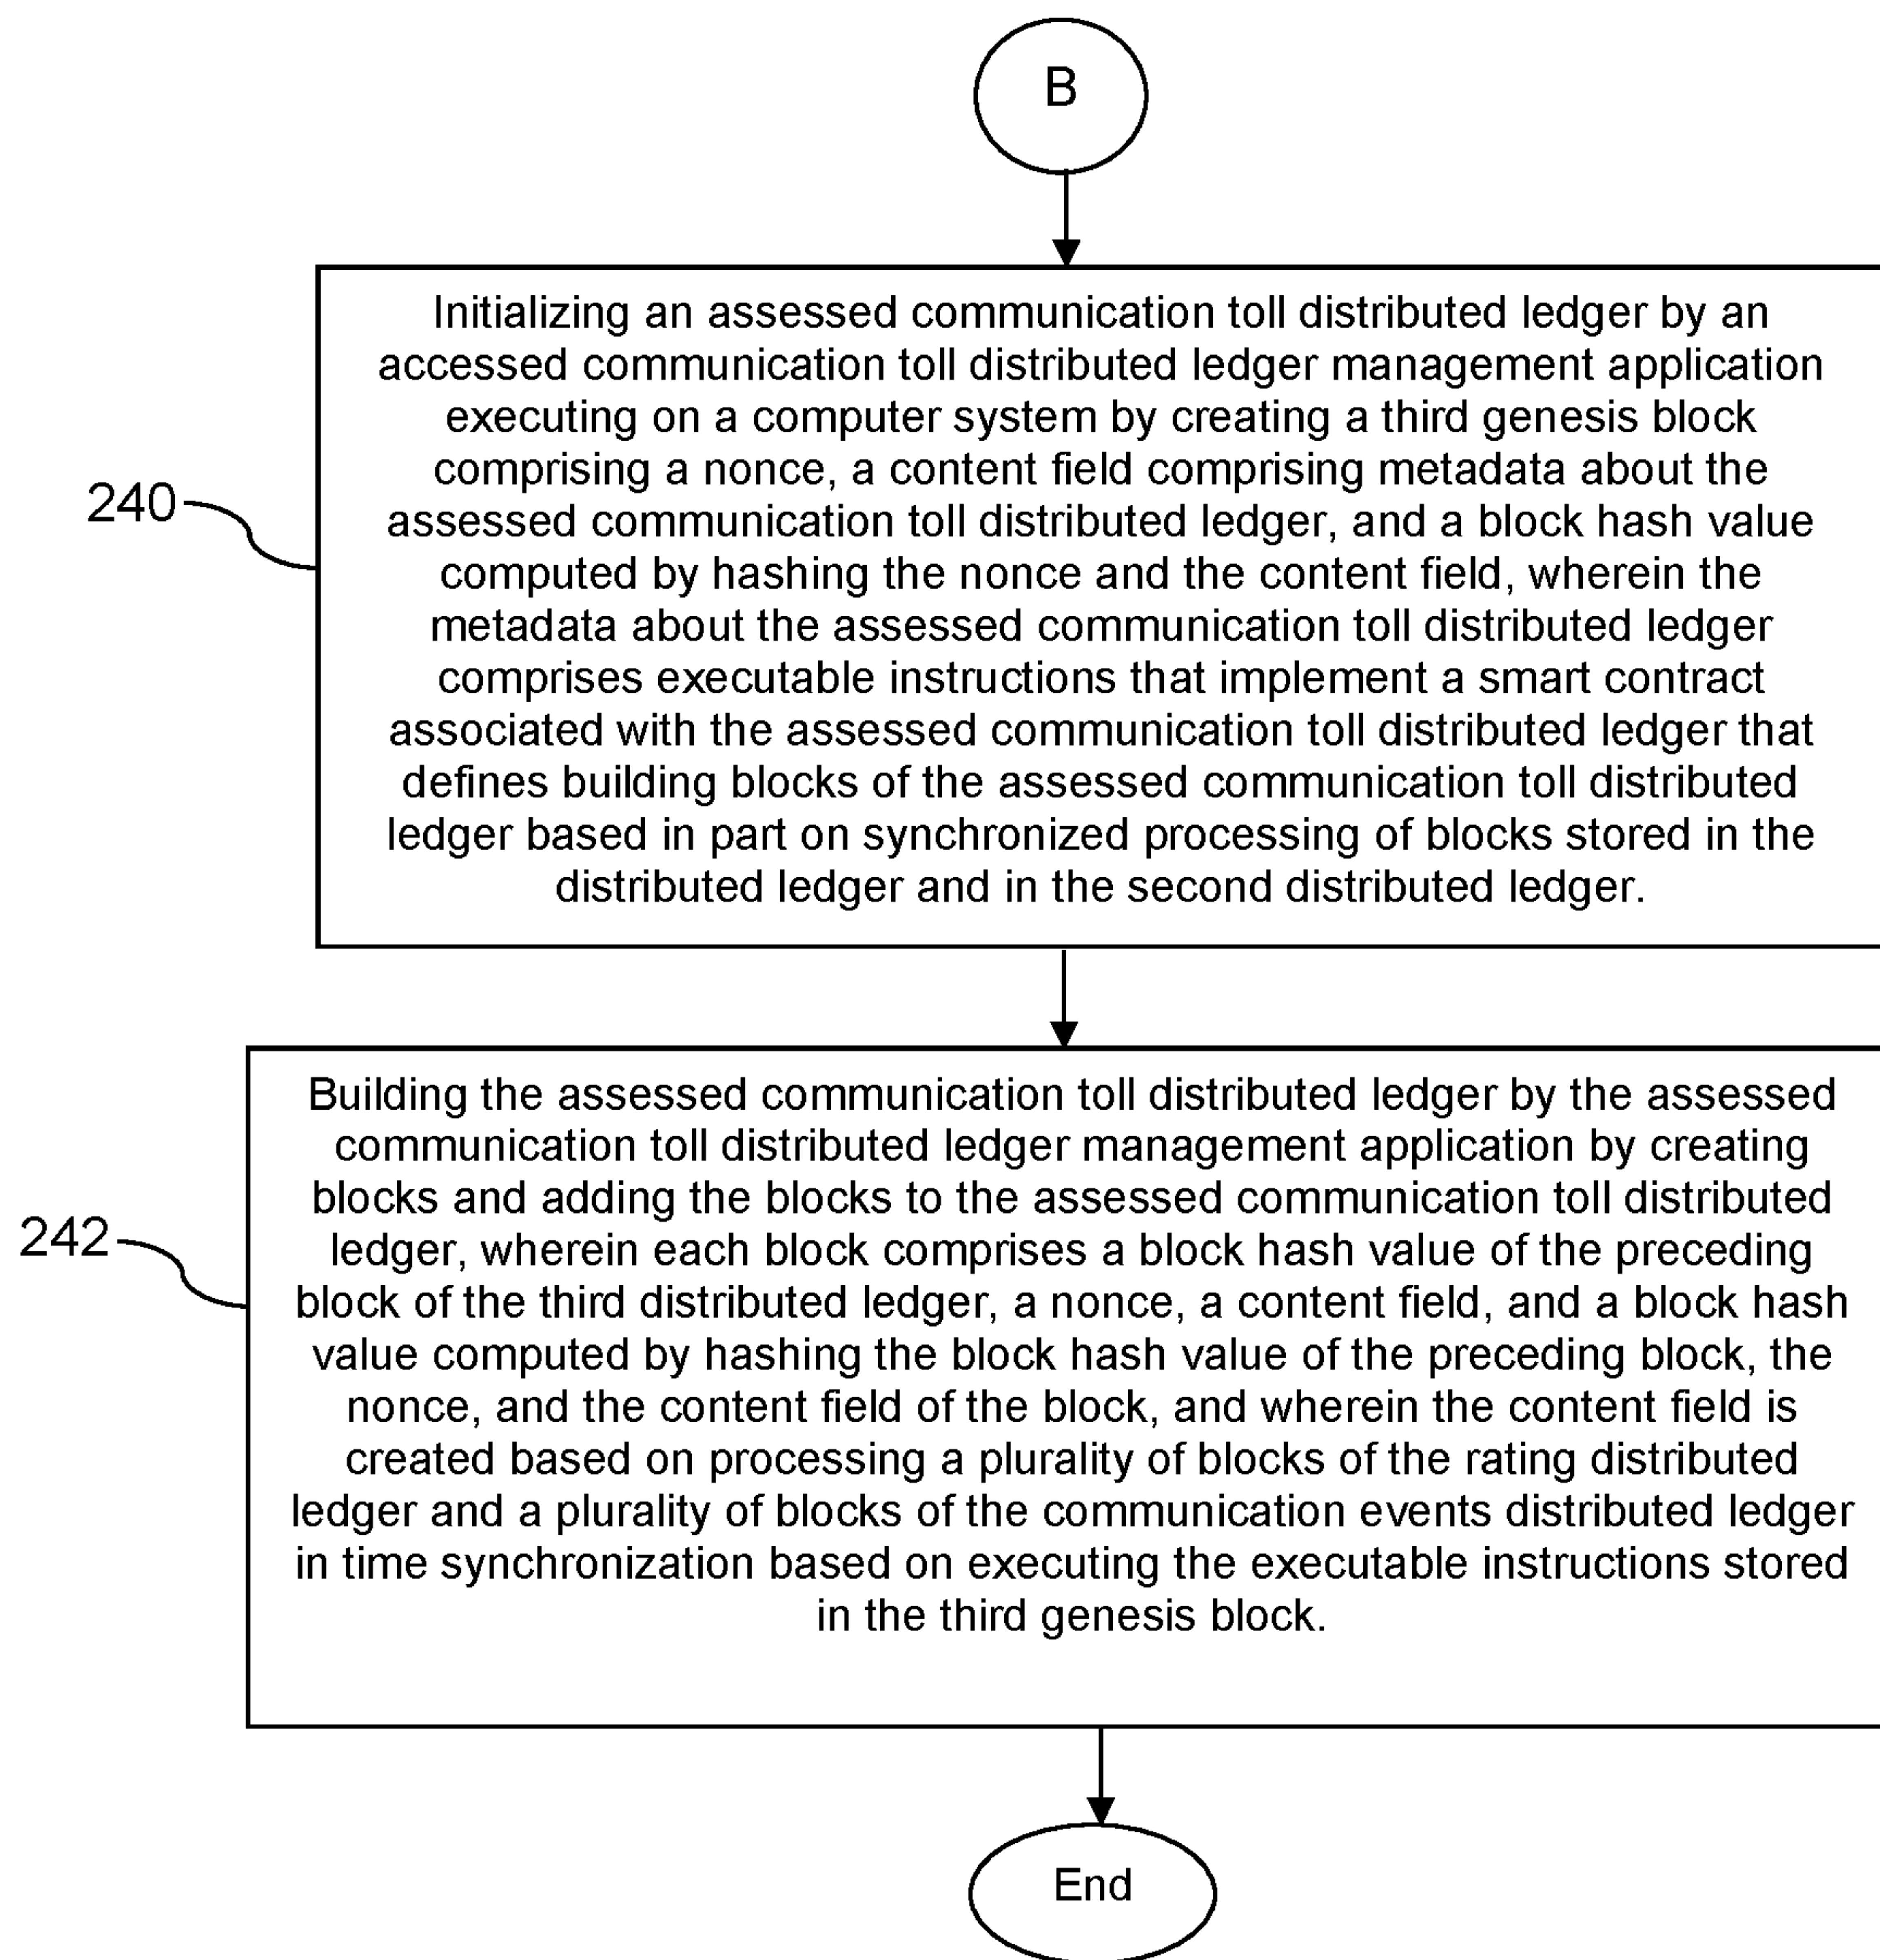 B
Initializing an assessed communication toll distributed ledger by an
accessed communication toll distributed ledger management application
executing on a computer system by creating a third genesis block
comprising a nonce, a content field comprising metadata about the
assessed communication toll distributed ledger, and a block hash value
computed by hashing the nonce and the content field, wherein the
metadata about the assessed communication toll distributed ledger
comprises executable instructions that implement a smart contract
associated with the assessed communication toll distributed ledger that
defines building blocks of the assessed communication toll distributed
ledger based in part on synchronized processing of blocks stored in the
distributed ledger and in the second distributed ledger.
240
Building the assessed communication toll distributed ledger by the assessed
communication toll distributed ledger management application by creating
blocks and adding the blocks to the assessed communication toll distributed
ledger, wherein each block comprises a block hash value of the preceding
block of the third distributed ledger, a nonce, a content field, and a block hash
value computed by hashing the block hash value of the preceding block, the
nonce, and the content field of the block, and wherein the content field is
created based on processing a plurality of blocks of the rating distributed
ledger and a plurality of blocks of the communication events distributed ledger
in time synchronization based on executing the executable instructions stored
in the third genesis block.
242
End